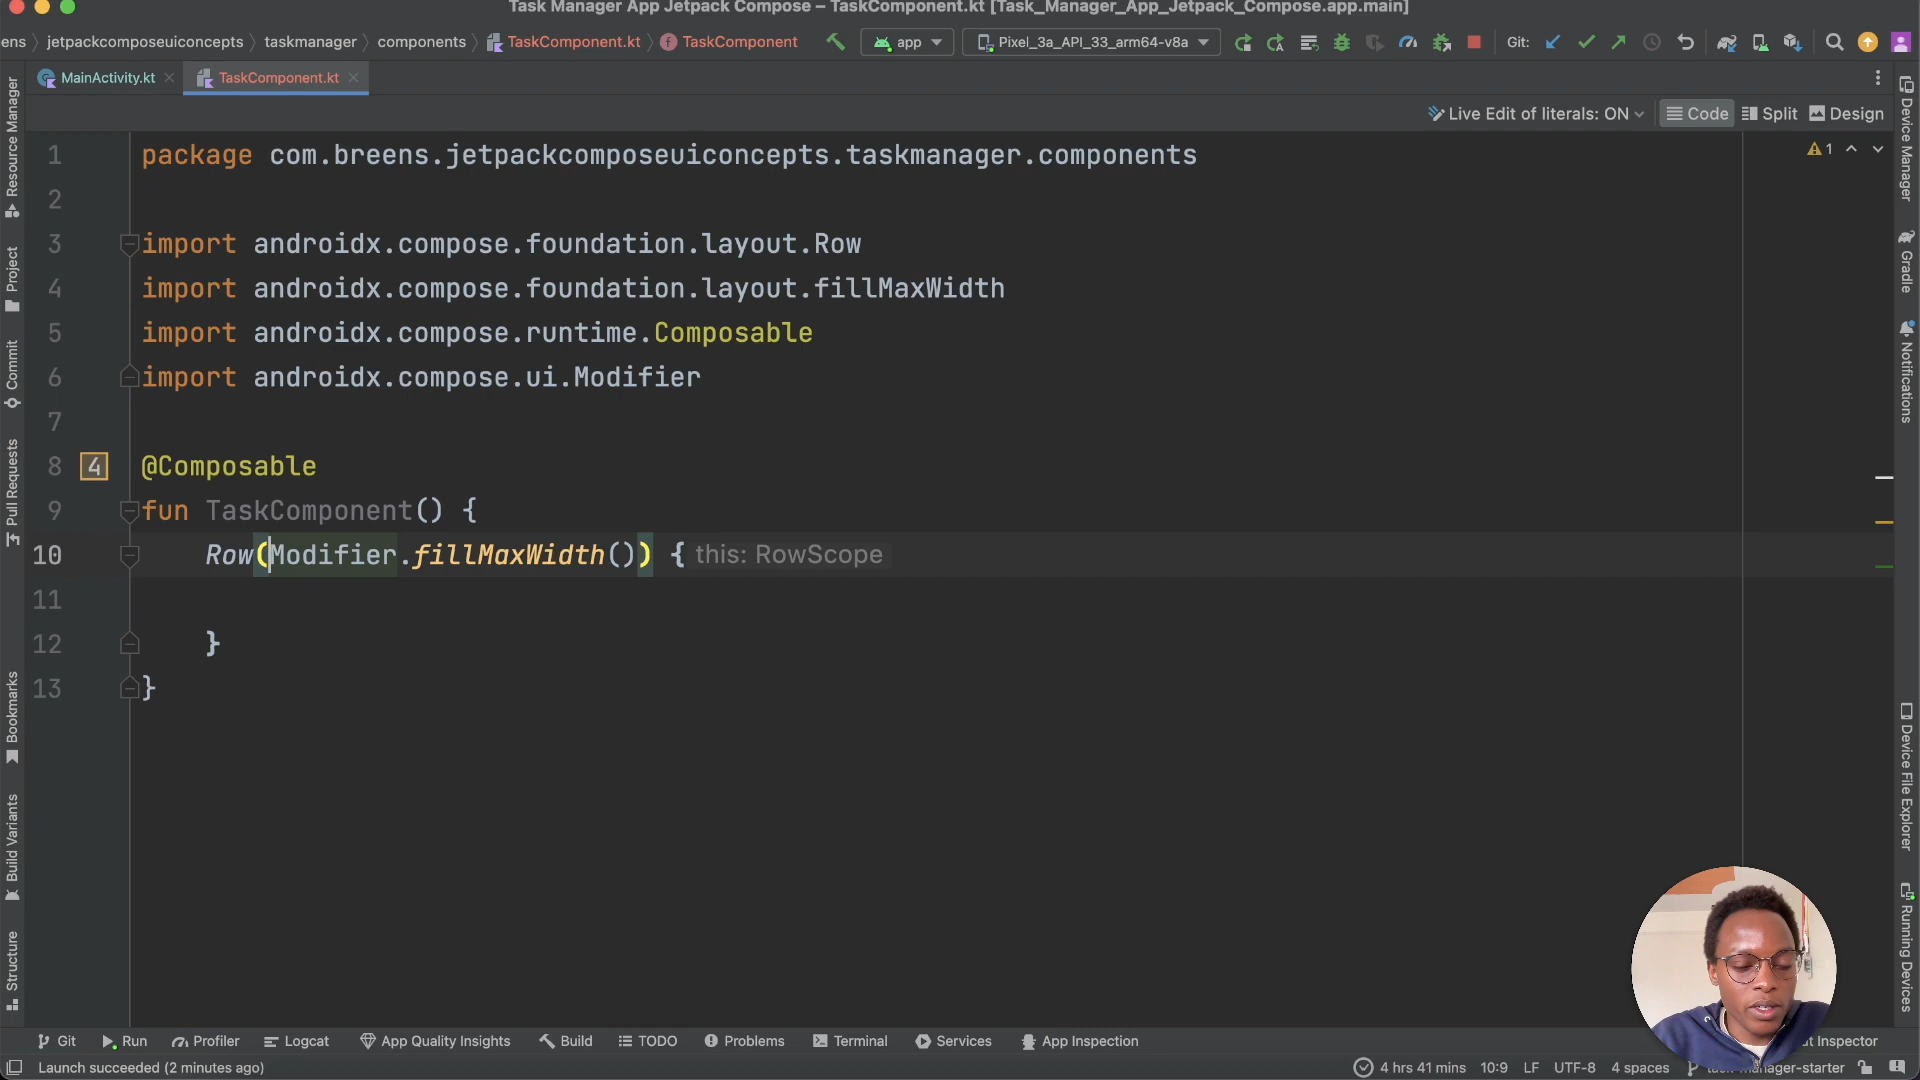 Task Manager App Jetpack Compose – TaskComponent.kt [Task_Manager_App_Jetpack_Compose.app.main]
ens jetpackcomposeuiconcepts taskmanager components TaskComponent.kt TaskComponent app Pixel_3a_API_33_arm64-v8a Git:
MainActivity.kt TaskComponent.kt
Live Edit of literals: ON Code Split Design
1 package com.breens.jetpackcomposeuiconcepts.taskmanager.components
1
2
3 import androidx.compose.foundation.layout.Row
4 import androidx.compose.foundation.layout.fillMaxWidth
5 import androidx.compose.runtime.Composable
6 import androidx.compose.ui.Modifier
7
8 4 @Composable
9 fun TaskComponent() {
10 Row(Modifier.fillMaxWidth()) { this: RowScope
11
12 }
13 }
Resource Manager
Project
Commit
Pull Requests
Bookmarks
Build Variants
Structure
Device Manager
Gradle
Notifications
Device File Explorer
Running Devices
Git Run Profiler Logcat App Quality Insights Build TODO Problems Terminal Services App Inspection Inspector
Launch succeeded (2 minutes ago) 4 hrs 41 mins 10:9 LF UTF-8 4 spaces